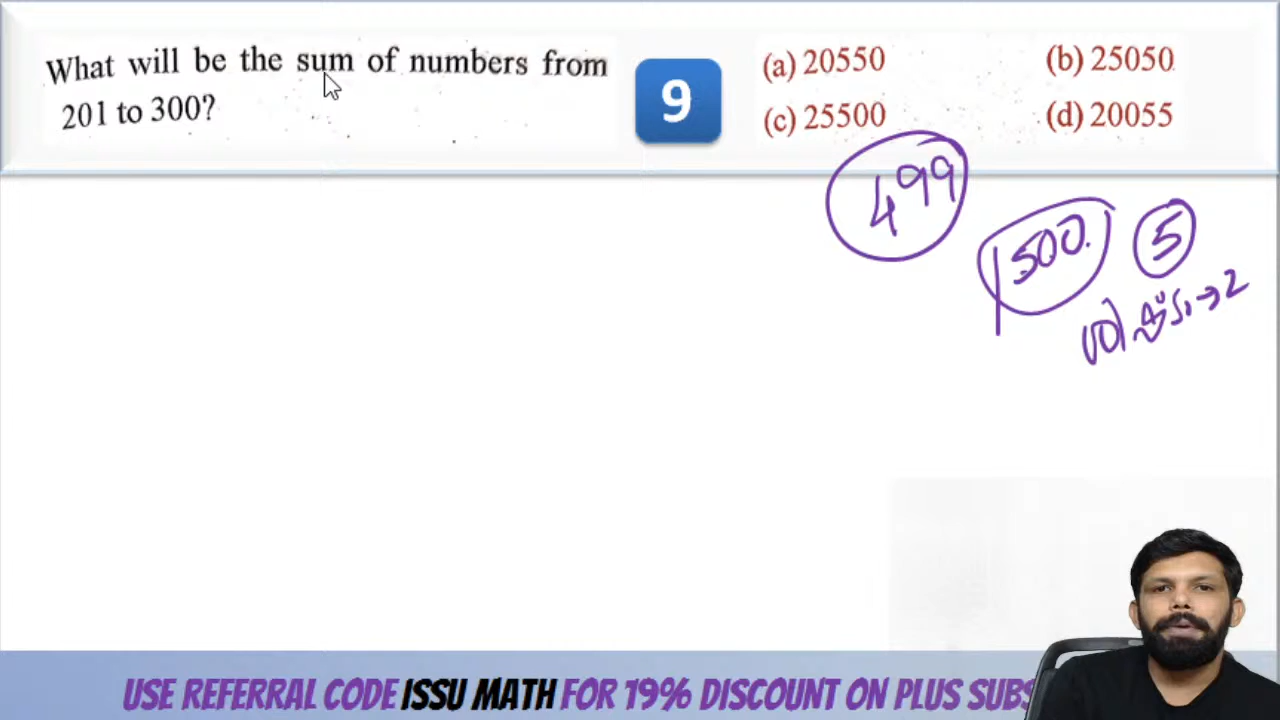 What will be the sum of numbers from
201 to 300?
9
(a) 20550
(b) 25050
(c) 25500
(d) 20055
499
500
5
→ 2
USE REFERRAL CODE ISSU MATH FOR 19% DISCOUNT ON PLUS SUBS